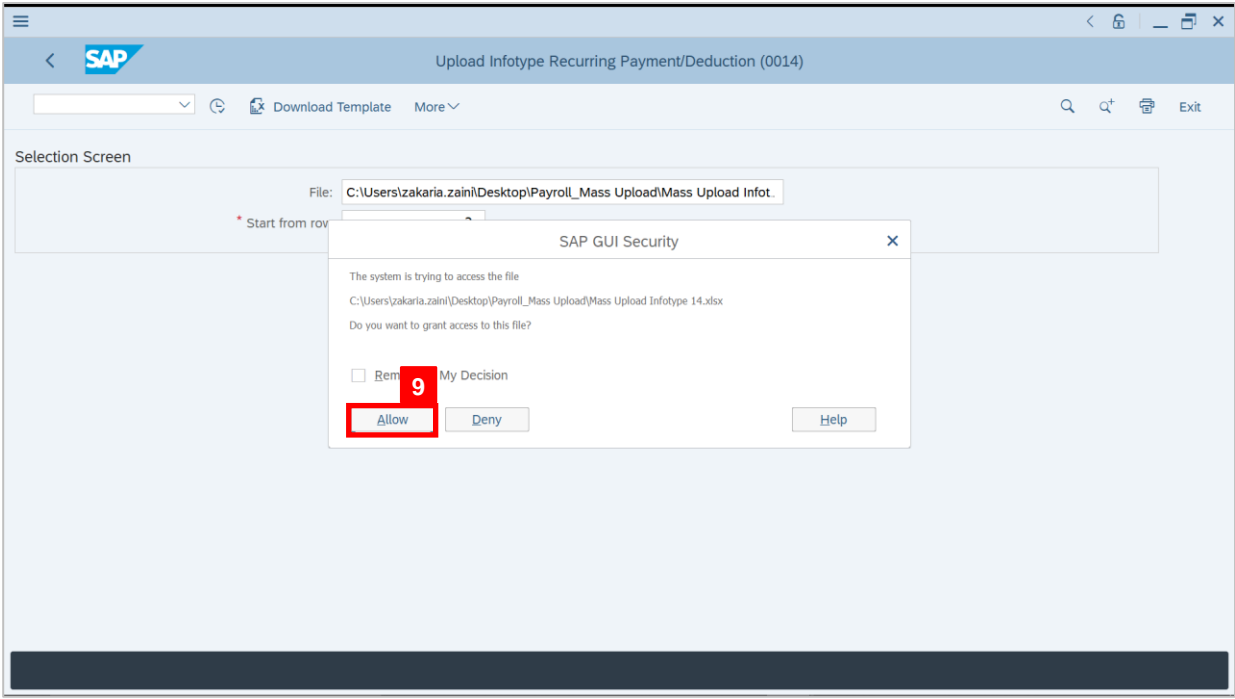 SAP
Upload Infotype Recurring Payment/Deduction (0014)
Download Template More Exit
Selection Screen
File: C:\Users\zakaria.zaini\Desktop\Payroll_Mass Upload\Mass Upload Infot..
* Start from row
SAP GUI Security
The system is trying to access the file
C:\Users\zakaria.zaini\Desktop\Payroll_Mass Upload\Mass Upload Infotype 14.xlsx
Do you want to grant access to this file?
9
My Decision
Allow Deny Help